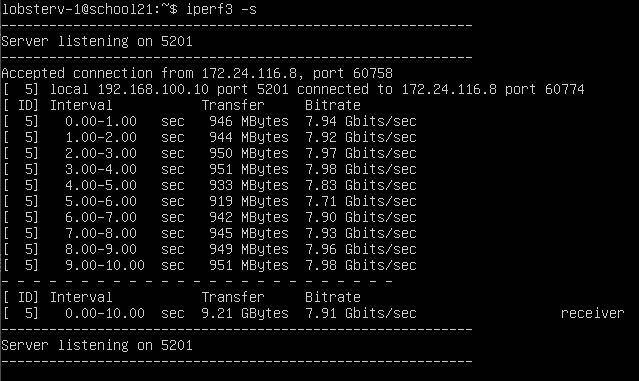 lobsterv-1@school21:~$ iperf3 -s
-----------------------------------------------------------
Server listening on 5201
-----------------------------------------------------------
Accepted connection from 172.24.116.8, port 60758
[  5] local 192.168.100.10 port 5201 connected to 172.24.116.8 port 60774
[ ID] Interval           Transfer     Bitrate
[  5]   0.00-1.00   sec   946 MBytes  7.94 Gbits/sec
[  5]   1.00-2.00   sec   944 MBytes  7.92 Gbits/sec
[  5]   2.00-3.00   sec   950 MBytes  7.97 Gbits/sec
[  5]   3.00-4.00   sec   951 MBytes  7.98 Gbits/sec
[  5]   4.00-5.00   sec   933 MBytes  7.83 Gbits/sec
[  5]   5.00-6.00   sec   919 MBytes  7.71 Gbits/sec
[  5]   6.00-7.00   sec   942 MBytes  7.90 Gbits/sec
[  5]   7.00-8.00   sec   945 MBytes  7.93 Gbits/sec
[  5]   8.00-9.00   sec   949 MBytes  7.96 Gbits/sec
[  5]   9.00-10.00  sec   951 MBytes  7.98 Gbits/sec
- - - - - - - - - - - - - - - - - - - - - - - - -
[ ID] Interval           Transfer     Bitrate
[  5]   0.00-10.00  sec  9.21 GBytes  7.91 Gbits/sec                  receiver
-----------------------------------------------------------
Server listening on 5201
-----------------------------------------------------------